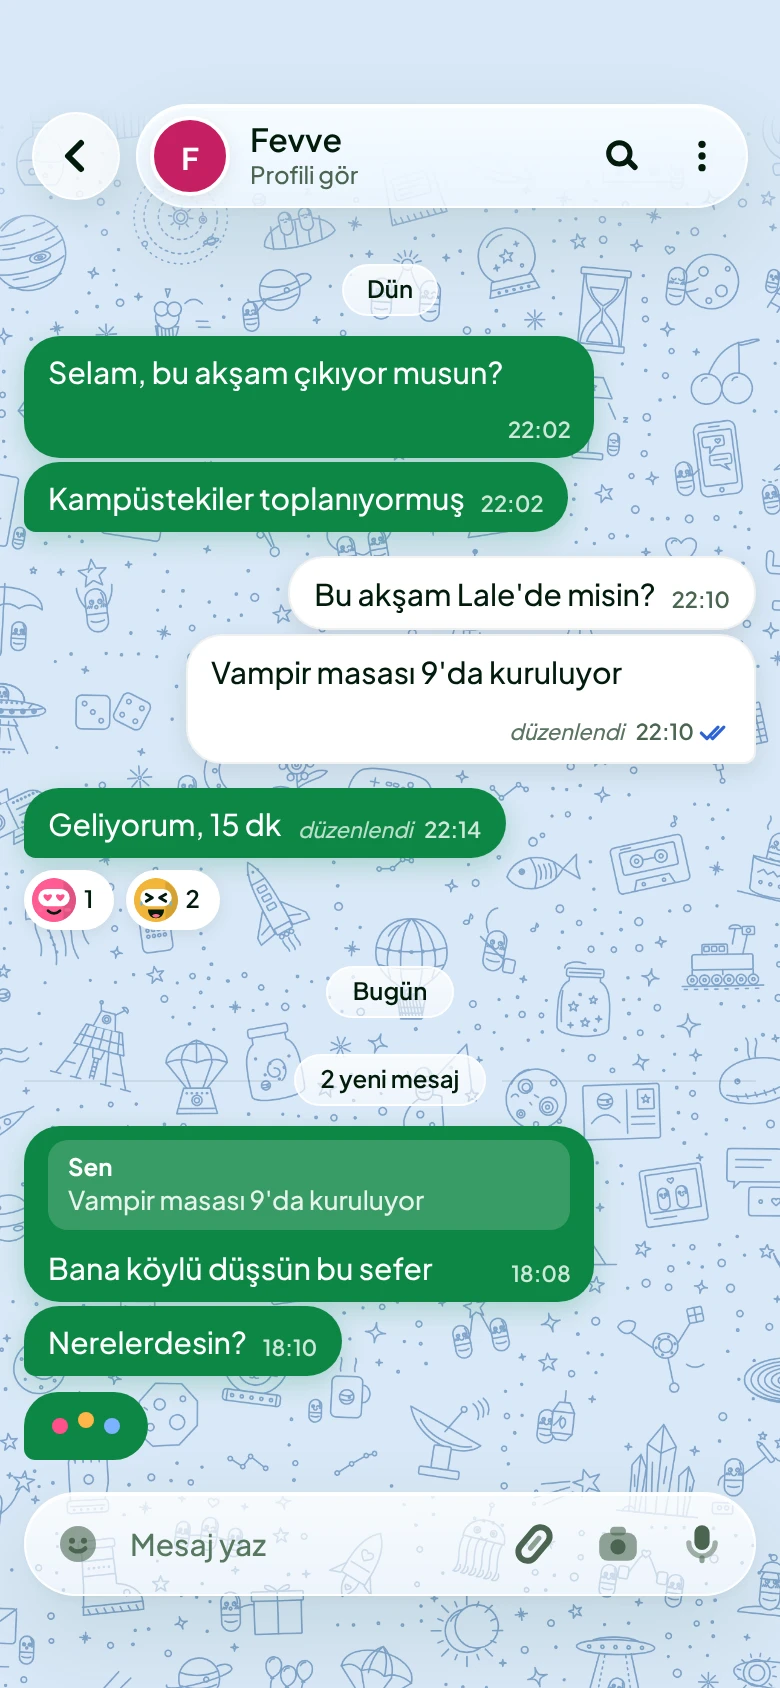 F
Fevve
Profili gör
Dün
Selam, bu akşam çıkıyor musun?
22:02
Kampüstekiler toplanıyormuş 22:02
Bu akşam Lale'de misin? 22:10
Vampir masası 9'da kuruluyor
düzenlendi 22:10
Geliyorum, 15 dk düzenlendi 22:14
1 2
Bugün
2 yeni mesaj
Sen
Vampir masası 9'da kuruluyor
Bana köylü düşsün bu sefer 18:08
Nerelerdesin? 18:10
Mesaj yaz